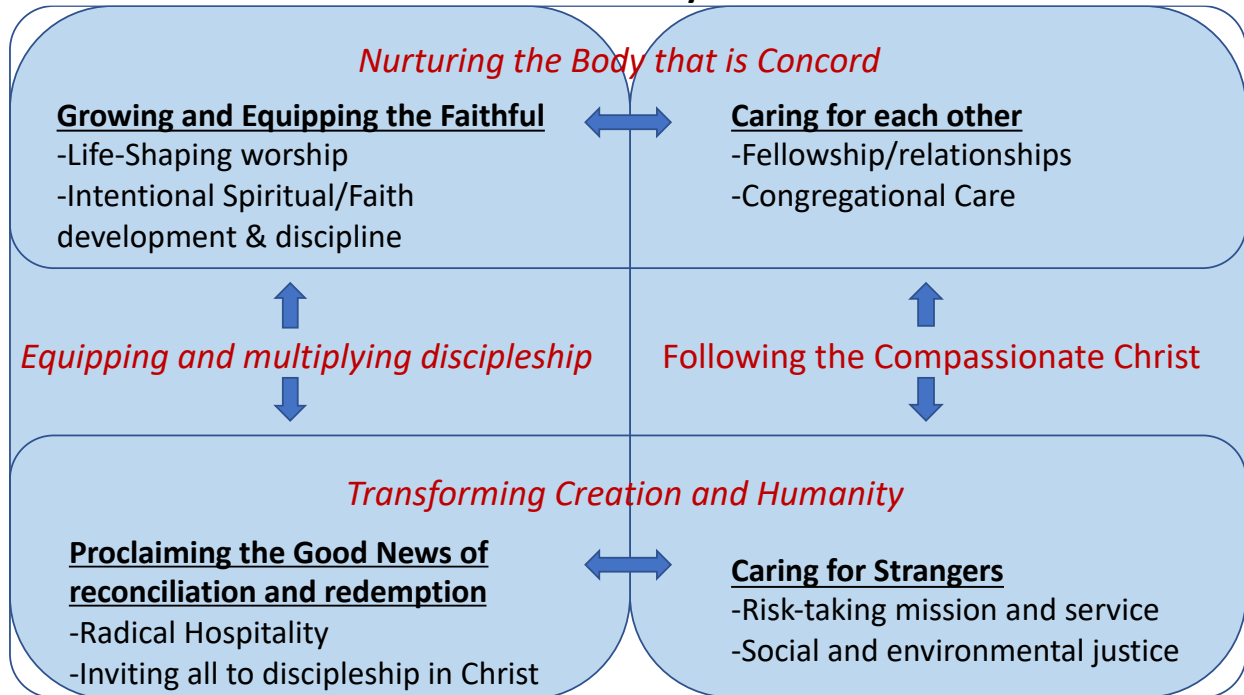 Nurturing the Body that is Concord
Growing and Equipping the Faithful
-Life-Shaping worship
-Intentional Spiritual/Faith
development & discipline
Caring for each other
-Fellowship/relationships
-Congregational Care
Equipping and multiplying discipleship
Following the Compassionate Christ
Transforming Creation and Humanity
Proclaiming the Good News of
reconciliation and redemption
-Radical Hospitality
-Inviting all to discipleship in Christ
Caring for Strangers
-Risk-taking mission and service
-Social and environmental justice